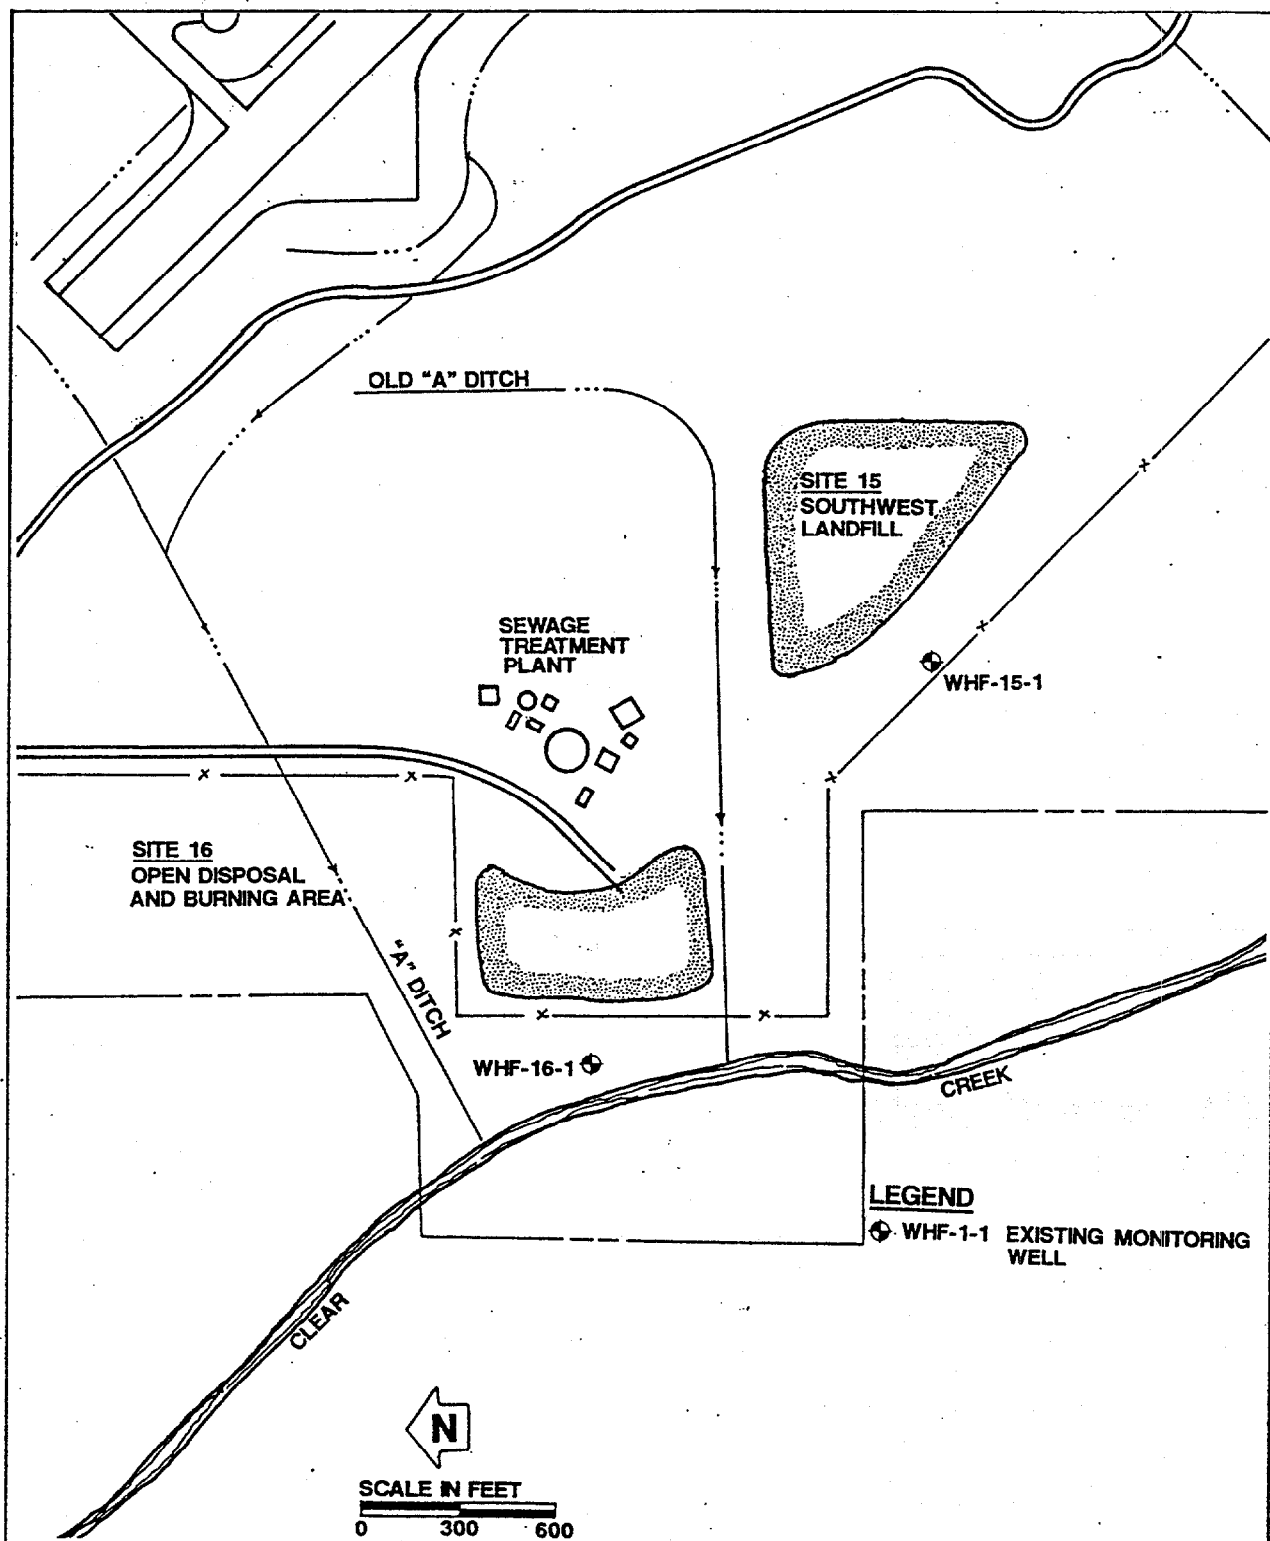 OLD "A" DITCH
SITE 15
SOUTHWEST
LANDFILL
SEWAGE
TREATMENT
PLANT
WHF-15-1
SITE 16
OPEN DISPOSAL
AND BURNING AREA
"A" DITCH
WHF-16-1
CREEK
LEGEND
WHF-1-1 EXISTING MONITORING
WELL
CLEAR
N
SCALE IN FEET
0 300 600